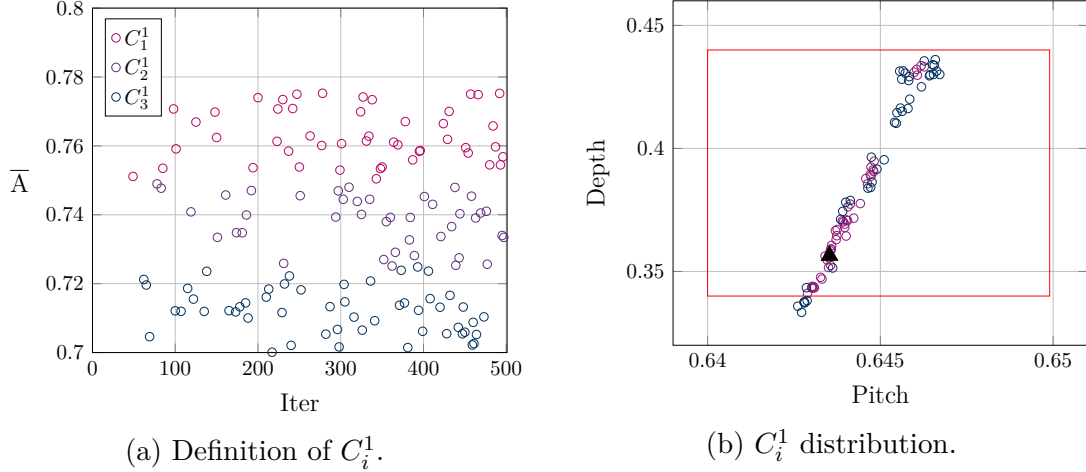 0.8
0.78
0.76
0.74
0.72
0.7
A̅
C₁¹
C₂¹
C₃¹
0 100 200 300 400 500
Iter
(a) Definition of Cᵢ¹.
0.45
0.4
0.35
Depth
0.64 0.645 0.65
Pitch
(b) Cᵢ¹ distribution.